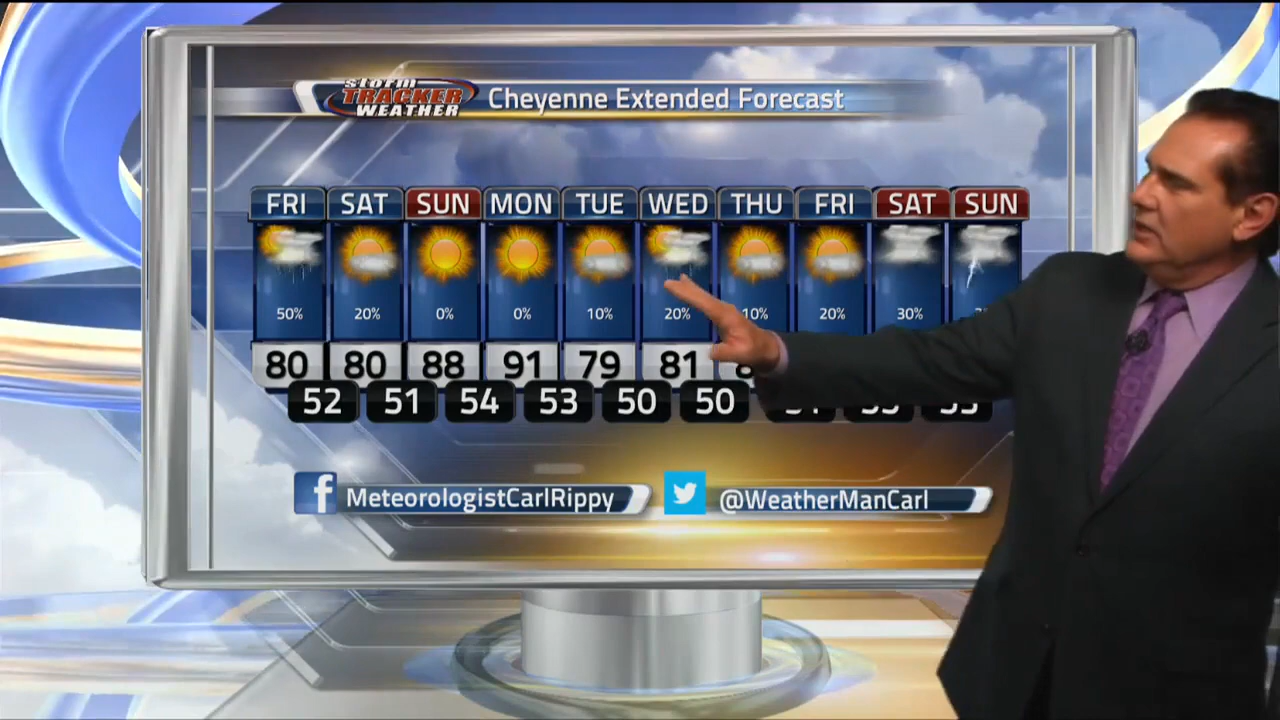 storm
TRACKER
WEATHER
Cheyenne Extended Forecast
FRI SAT SUN MON TUE WED THU FRI SAT SUN
50% 20% 0% 0% 10% 20% 10% 20% 30%
80 80 88 91 79 81
52 51 54 53 50 50
f MeteorologistCarlRippy @WeatherManCarl